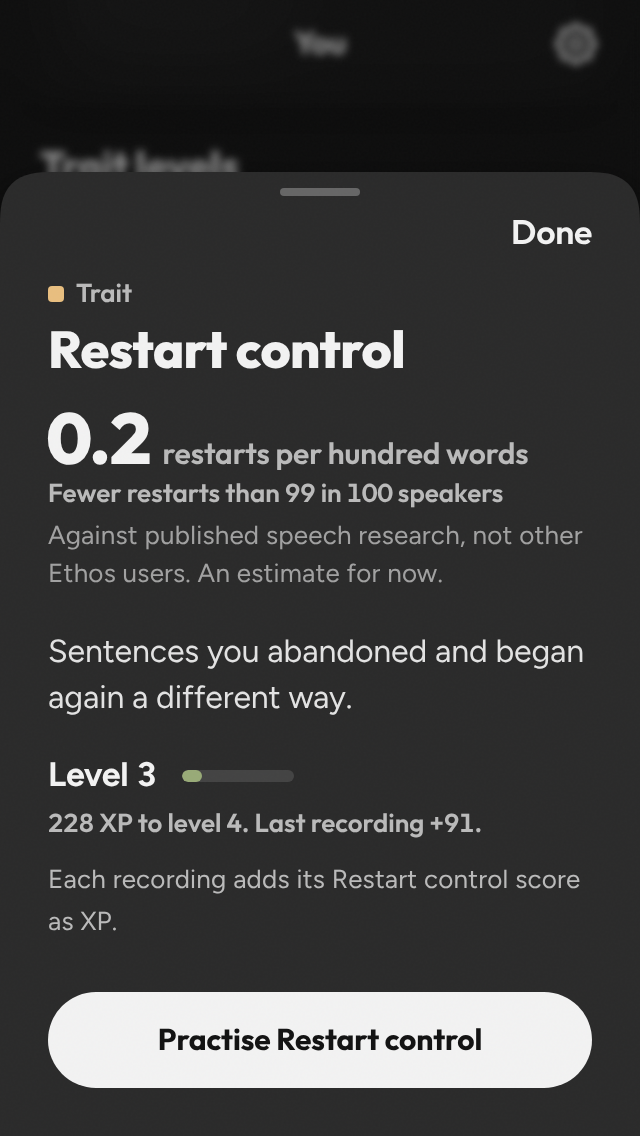 You
Trait levels
Done
Trait
Restart control
0.2 restarts per hundred words
Fewer restarts than 99 in 100 speakers
Against published speech research, not other
Ethos users. An estimate for now.
Sentences you abandoned and began
again a different way.
Level 3
228 XP to level 4. Last recording +91.
Each recording adds its Restart control score
as XP.
Practise Restart control